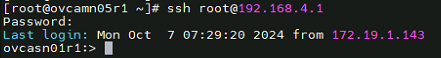 [root@ovcamn05r1 ~]# ssh root@192.168.4.1
Password:
Last login: Mon Oct  7 07:29:20 2024 from 172.19.1.143
ovcasn01r1:>